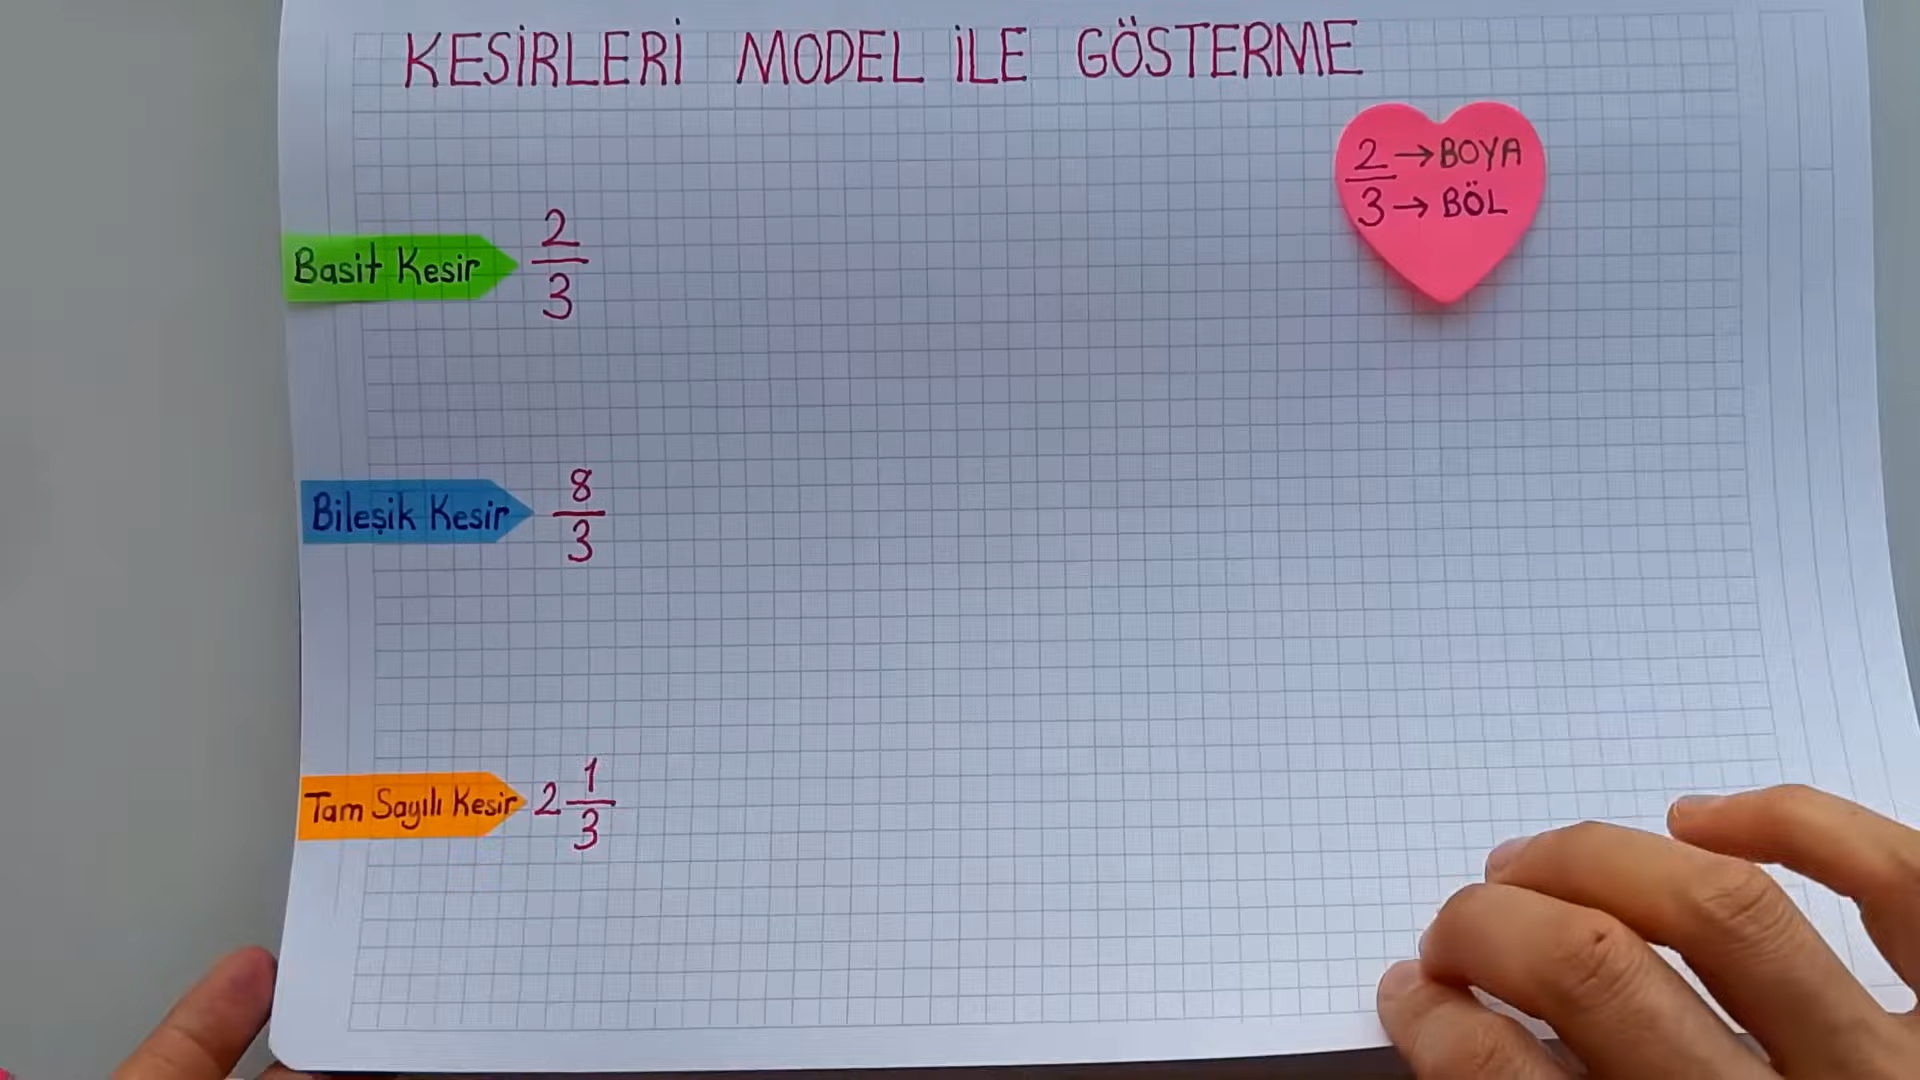 KESİRLERİ MODEL İLE GÖSTERME
2 → BOYA
3 → BÖL
Basit Kesir 2/3
Bileşik Kesir 8/3
Tam Sayılı Kesir 2 1/3